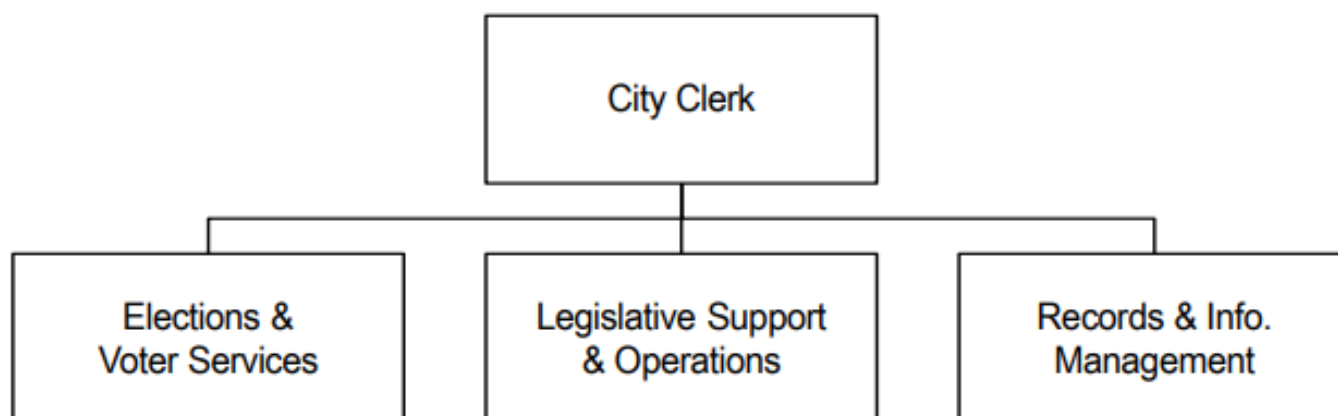 City Clerk
Elections &
Voter Services
Legislative Support
& Operations
Records & Info.
Management